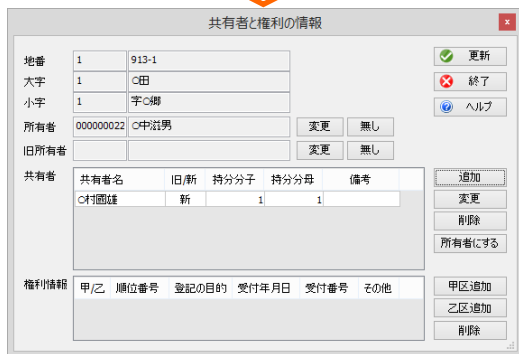 共有者と権利の情報 x
地番 1 913-1 更新
大字 1 ○田 終了
小字 1 字○郷 ヘルプ
所有者 000000022 ○中滋男 変更 無し
旧所有者 変更 無し
共有者 共有者名 旧/新 持分分子 持分分母 備考 追加
○村國雄 新 1 1 変更
削除
所有者にする
権利情報 甲/乙 順位番号 登記の目的 受付年月日 受付番号 その他 甲区追加
乙区追加
削除